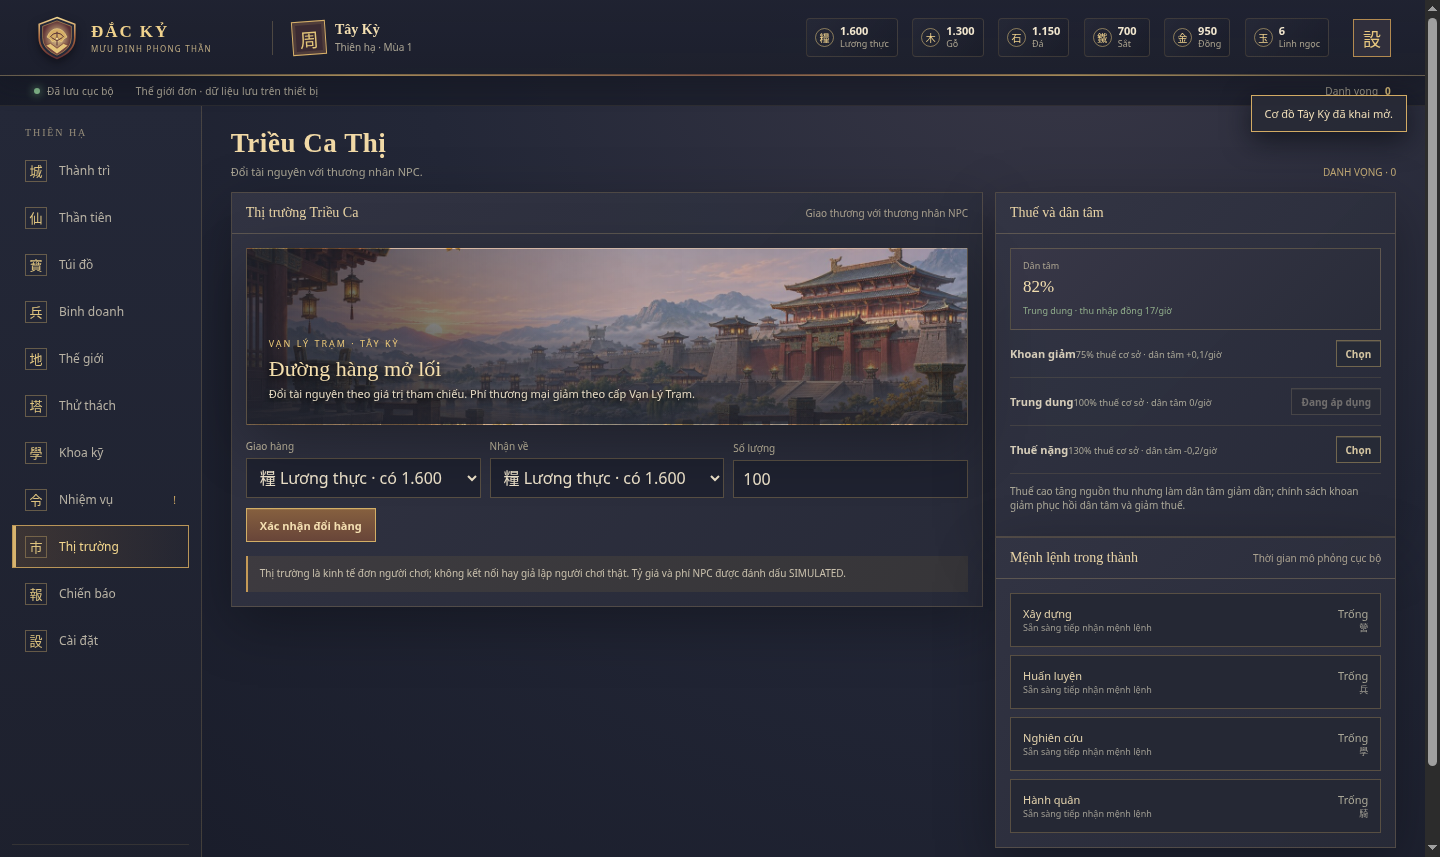 ĐẮC KỶ
MƯU ĐỊNH PHONG THẦN
周
Tây Kỳ
Thiên hạ · Mùa 1
糧 1.600 Lương thực
木 1.300 Gỗ
石 1.150 Đá
鐵 700 Sắt
金 950 Đồng
玉 6 Linh ngọc
設
Đã lưu cục bộ
Thế giới đơn · dữ liệu lưu trên thiết bị
Danh vọng 0
Cơ đồ Tây Kỳ đã khai mở.
THIÊN HẠ
城 Thành trì
仙 Thần tiên
寶 Túi đồ
兵 Binh doanh
地 Thế giới
塔 Thử thách
學 Khoa kỹ
令 Nhiệm vụ !
市 Thị trường
報 Chiến báo
設 Cài đặt
Triều Ca Thị
Đổi tài nguyên với thương nhân NPC.
DANH VỌNG · 0
Thị trường Triều Ca
Giao thương với thương nhân NPC
VẠN LÝ TRẠM · TÂY KỲ
Đường hàng mở lối
Đổi tài nguyên theo giá trị tham chiếu. Phí thương mại giảm theo cấp Vạn Lý Trạm.
Giao hàng
糧 Lương thực · có 1.600
Nhận về
糧 Lương thực · có 1.600
Số lượng
100
Xác nhận đổi hàng
Thị trường là kinh tế đơn người chơi; không kết nối hay giả lập người chơi thật. Tỷ giá và phí NPC được đánh dấu SIMULATED.
Thuế và dân tâm
Dân tâm
82%
Trung dung · thu nhập đồng 17/giờ
Khoan giảm75% thuế cơ sở · dân tâm +0,1/giờ
Chọn
Trung dung100% thuế cơ sở · dân tâm 0/giờ
Đang áp dụng
Thuế nặng130% thuế cơ sở · dân tâm -0,2/giờ
Chọn
Thuế cao tăng nguồn thu nhưng làm dân tâm giảm dần; chính sách khoan
giảm phục hồi dân tâm và giảm thuế.
Mệnh lệnh trong thành
Thời gian mô phỏng cục bộ
Xây dựng
Sẵn sàng tiếp nhận mệnh lệnh
Trống
營
Huấn luyện
Sẵn sàng tiếp nhận mệnh lệnh
Trống
兵
Nghiên cứu
Sẵn sàng tiếp nhận mệnh lệnh
Trống
學
Hành quân
Sẵn sàng tiếp nhận mệnh lệnh
Trống
騎